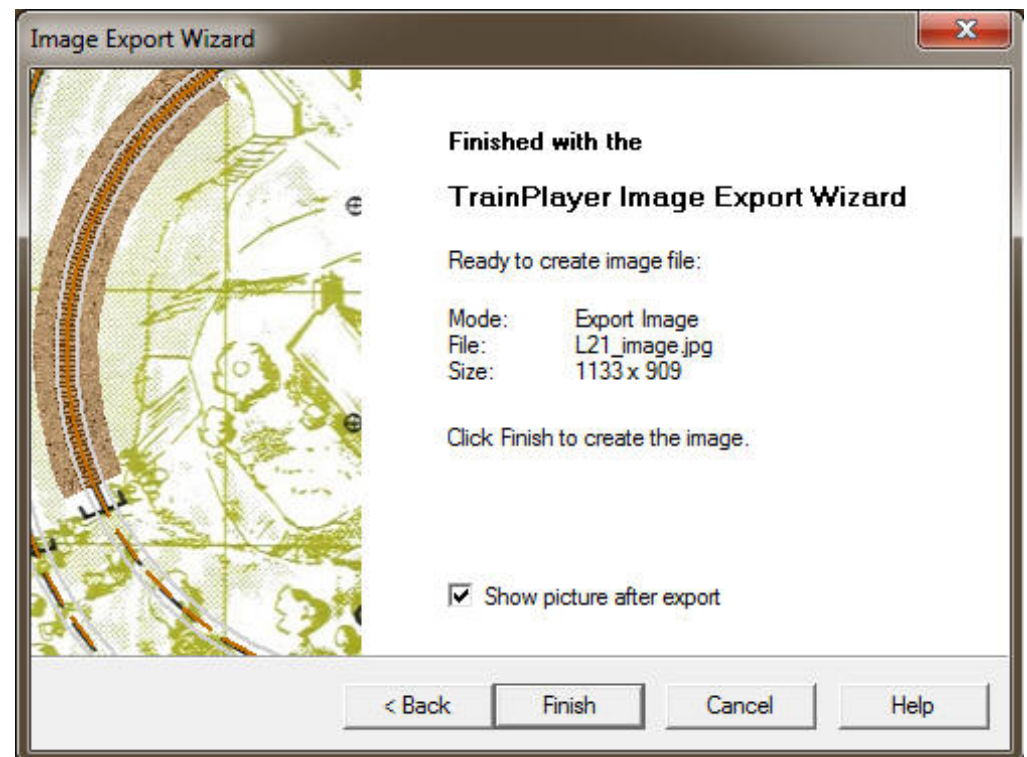 Image Export Wizard
Finished with the
TrainPlayer Image Export Wizard
Ready to create image file:
Mode: Export Image
File: L21_image.jpg
Size: 1133 x 909
Click Finish to create the image.
Show picture after export
< Back Finish Cancel Help